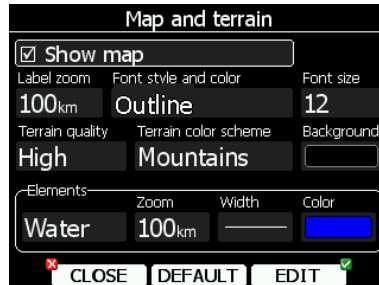 Map and terrain
Show map
Label zoom Font style and color Font size
100km Outline 12
Terrain quality Terrain color scheme Background
High Mountains
Elements
Zoom Width Color
Water 100km
CLOSE DEFAULT EDIT